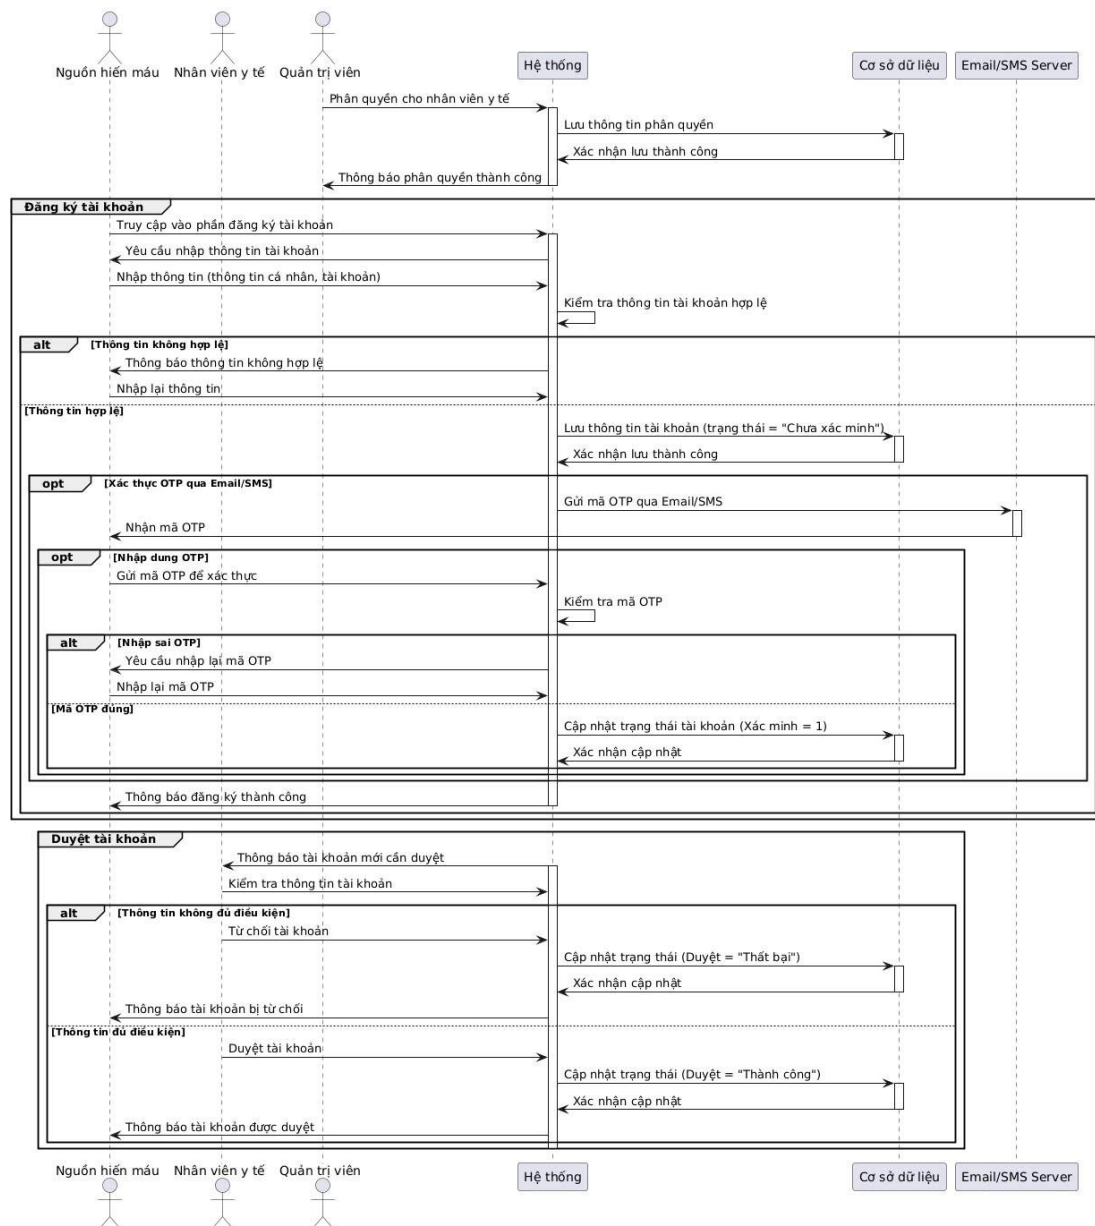 Nguồn hiến máu
Nhân viên y tế
Quản trị viên
Hệ thống
Cơ sở dữ liệu
Email/SMS Server
Phân quyền cho nhân viên y tế
Lưu thông tin phân quyền
Xác nhận lưu thành công
Thông báo phân quyền thành công
Đăng ký tài khoản
Truy cập vào phần đăng ký tài khoản
Yêu cầu nhập thông tin tài khoản
Nhập thông tin (thông tin cá nhân, tài khoản)
Kiểm tra thông tin tài khoản hợp lệ
alt [Thông tin không hợp lệ]
Thông báo thông tin không hợp lệ
Nhập lại thông tin
[Thông tin hợp lệ]
Lưu thông tin tài khoản (trạng thái = "Chưa xác minh")
Xác nhận lưu thành công
opt [Xác thực OTP qua Email/SMS]
Gửi mã OTP qua Email/SMS
Nhận mã OTP
opt [Nhập dung OTP]
Gửi mã OTP để xác thực
Kiểm tra mã OTP
alt [Nhập sai OTP]
Yêu cầu nhập lại mã OTP
Nhập lại mã OTP
[Mã OTP đúng]
Cập nhật trạng thái tài khoản (Xác minh = 1)
Xác nhận cập nhật
Thông báo đăng ký thành công
Duyệt tài khoản
Thông báo tài khoản mới cần duyệt
Kiểm tra thông tin tài khoản
alt [Thông tin không đủ điều kiện]
Từ chối tài khoản
Cập nhật trạng thái (Duyệt = "Thất bại")
Xác nhận cập nhật
Thông báo tài khoản bị từ chối
[Thông tin đủ điều kiện]
Duyệt tài khoản
Cập nhật trạng thái (Duyệt = "Thành công")
Xác nhận cập nhật
Thông báo tài khoản được duyệt
Nguồn hiến máu
Nhân viên y tế
Quản trị viên
Hệ thống
Cơ sở dữ liệu
Email/SMS Server